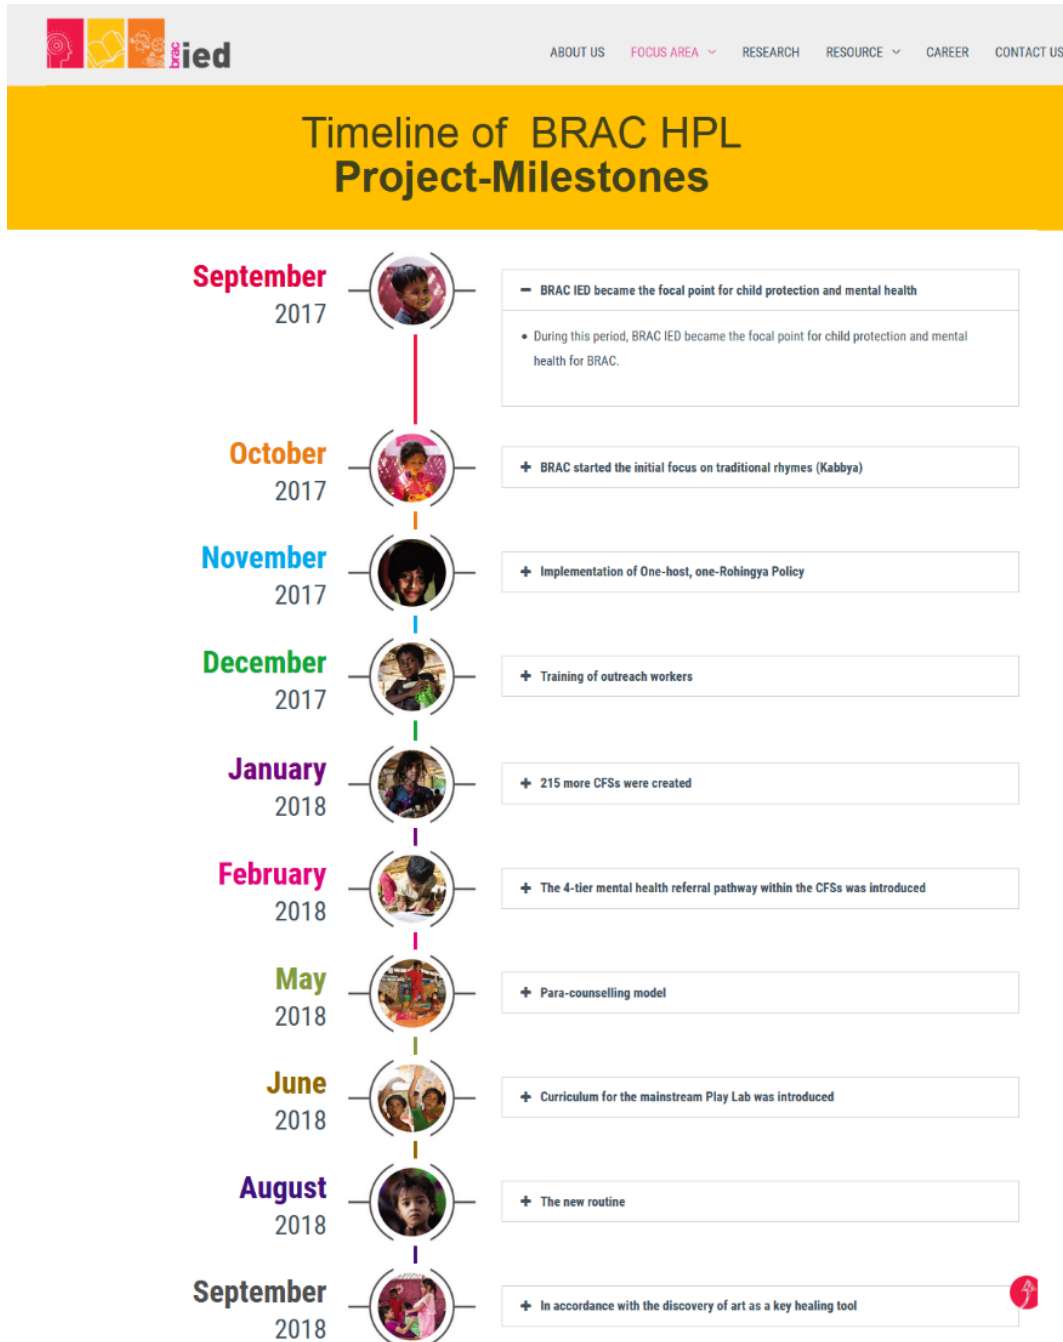 brac
ied
ABOUT US FOCUS AREA RESEARCH RESOURCE CAREER CONTACT US
Timeline of BRAC HPL
Project-Milestones
September
2017
BRAC IED became the focal point for child protection and mental health
• During this period, BRAC IED became the focal point for child protection and mental
health for BRAC.
October
2017
BRAC started the initial focus on traditional rhymes (Kabbya)
November
2017
Implementation of One-host, one-Rohingya Policy
December
2017
Training of outreach workers
January
2018
215 more CFSs were created
February
2018
The 4-tier mental health referral pathway within the CFSs was introduced
May
2018
Para-counselling model
June
2018
Curriculum for the mainstream Play Lab was introduced
August
2018
The new routine
September
2018
In accordance with the discovery of art as a key healing tool